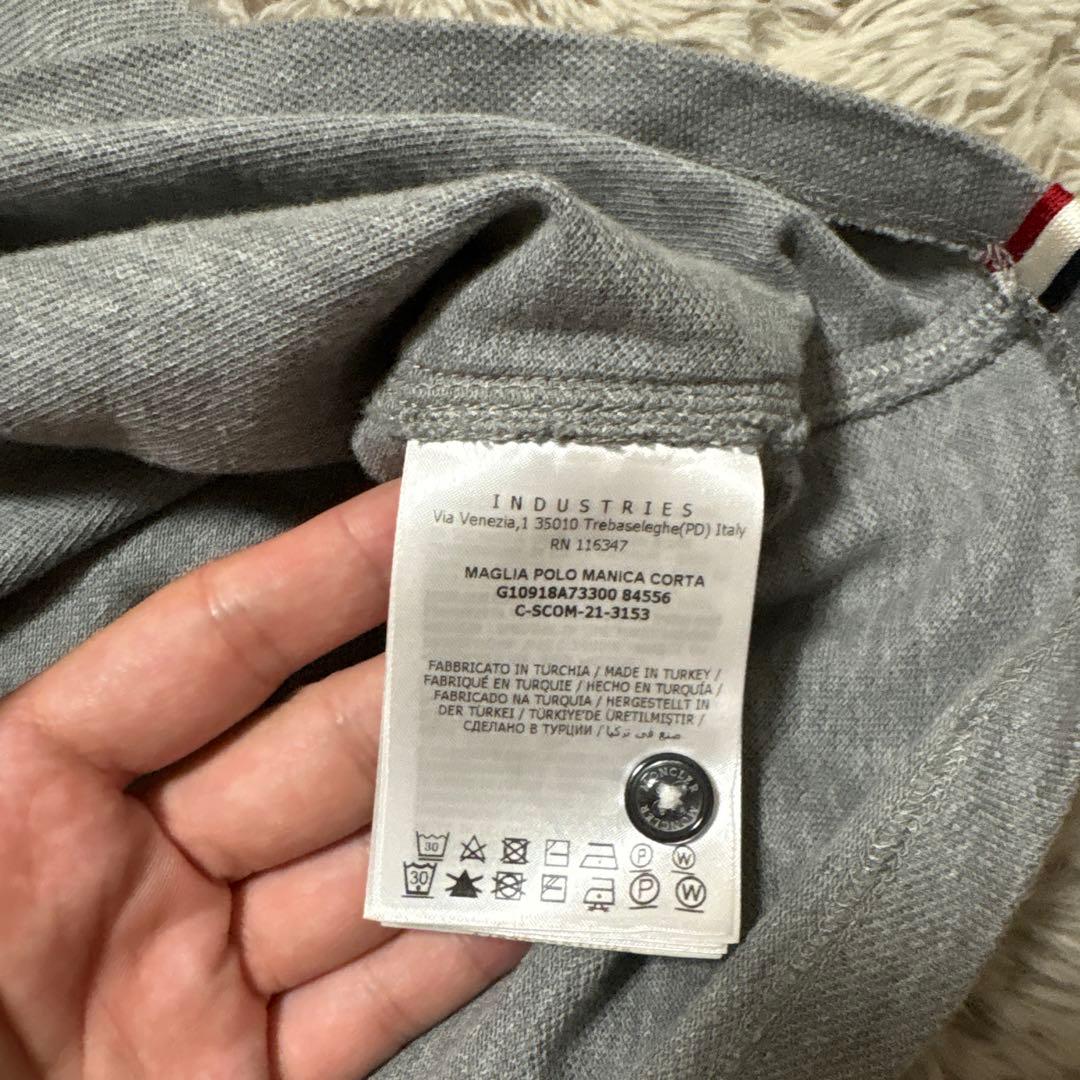 INDUSTRIES
Via Venezia,1 35010 Trebaseleghe(PD) Italy
RN 116347
MAGLIA POLO MANICA CORTA
G10918A73300 84556
C-SCOM-21-3153
FABBRICATO IN TURCHIA / MADE IN TURKEY /
FABRIQUÉ EN TURQUIE / HECHO EN TURQUÍA /
FABRICADO NA TURQUIA / HERGESTELLT IN
DER TÜRKEI / TÜRKIYE'DE ÜRETILMIŞTIR /
СДЕЛАНО В ТУРЦИИ / صنع في تركيا
MONCLER
MONCLER
30 P W
30 P W